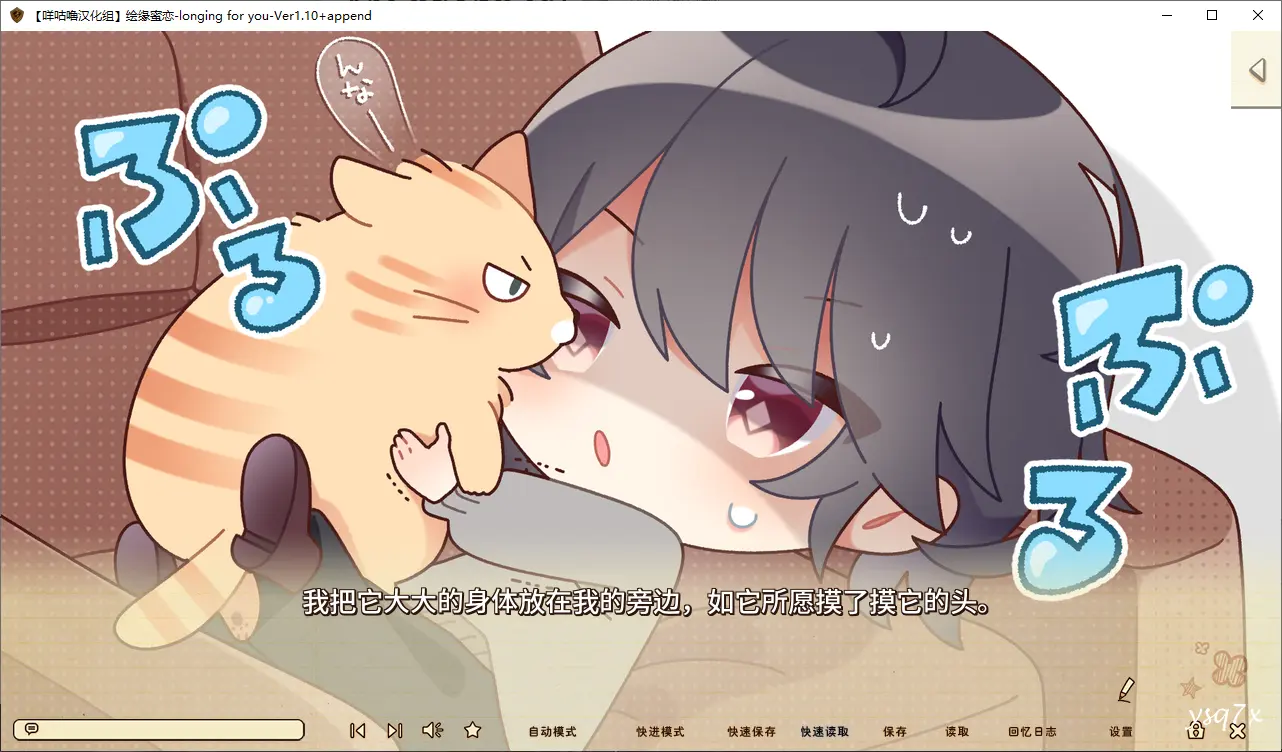 【咩咕噜汉化组】绘缘蜜恋-longing for you-Ver1.10+append
んなー
ぷる
ぷる
我把它大大的身体放在我的旁边，如它所愿摸了摸它的头。
自动模式 快进模式 快速保存 快速读取 保存 读取 回忆日志 设置
ysq7x